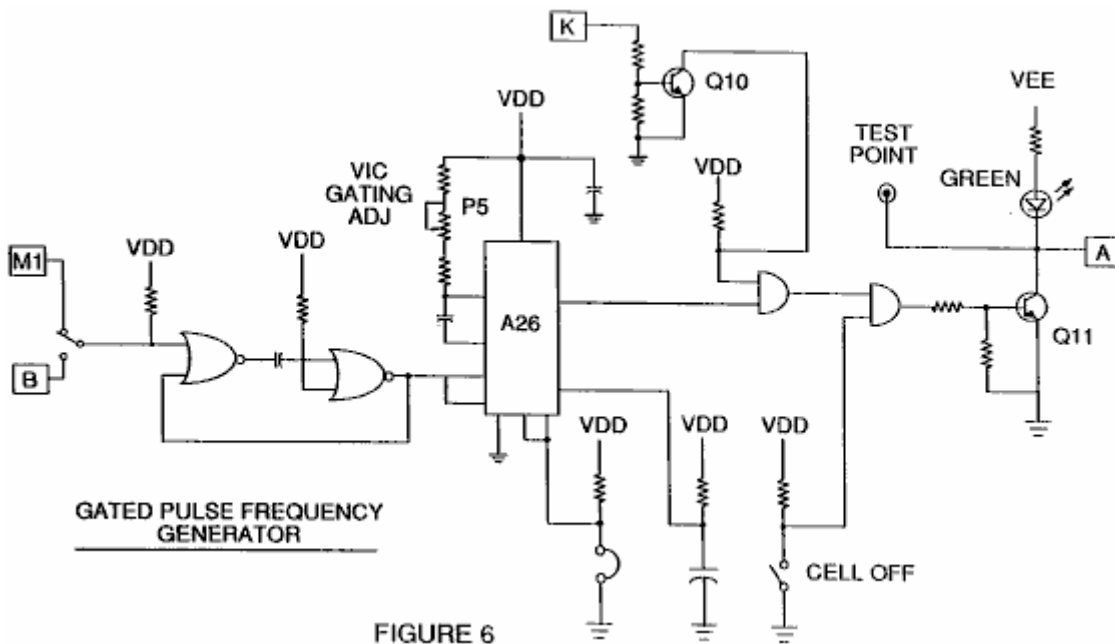 K
Q10
VDD
VEE
TEST
POINT
VIC
GATING
ADJ
P5
VDD
GREEN
M1
VDD
VDD
A
A26
Q11
B
VDD
VDD
VDD
GATED PULSE FREQUENCY
GENERATOR
CELL OFF
FIGURE 6